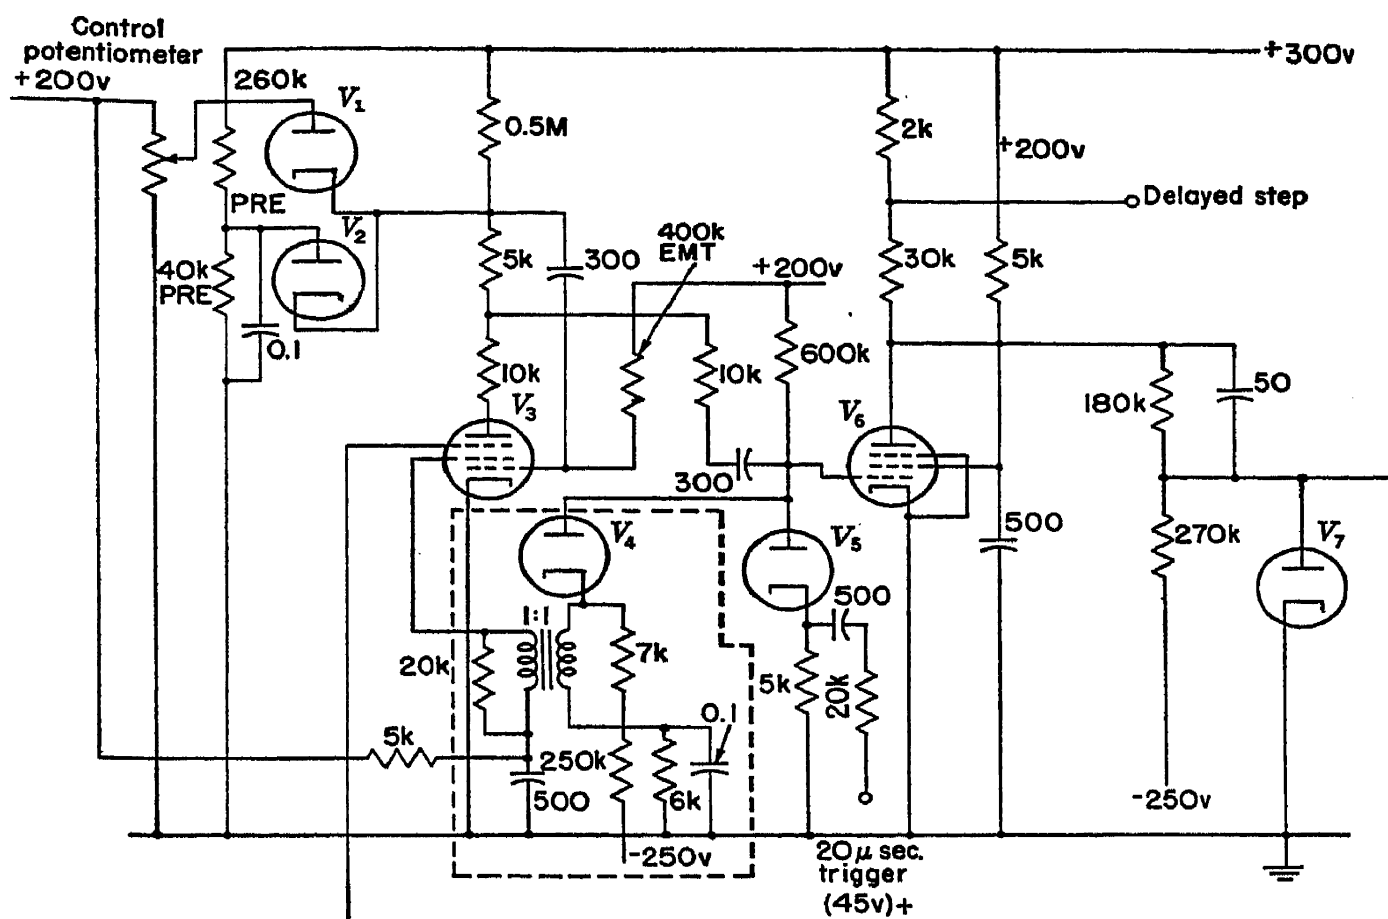 Control
potentiometer
+200v
260k
V₁
+300v
0.5M
2k
+200v
PRE
V₂
Delayed step
400k
EMT
40k
PRE
5k
300
+200v
30k
5k
0.1
10k
10k
600k
V₃
V₆
180k
50
300
V₄
V₅
500
270k
V₇
1:1
500
20k
7k
5k
20k
0.1
5k
250k
500
6k
-250v
-250v
20μ sec.
trigger
(45v)+